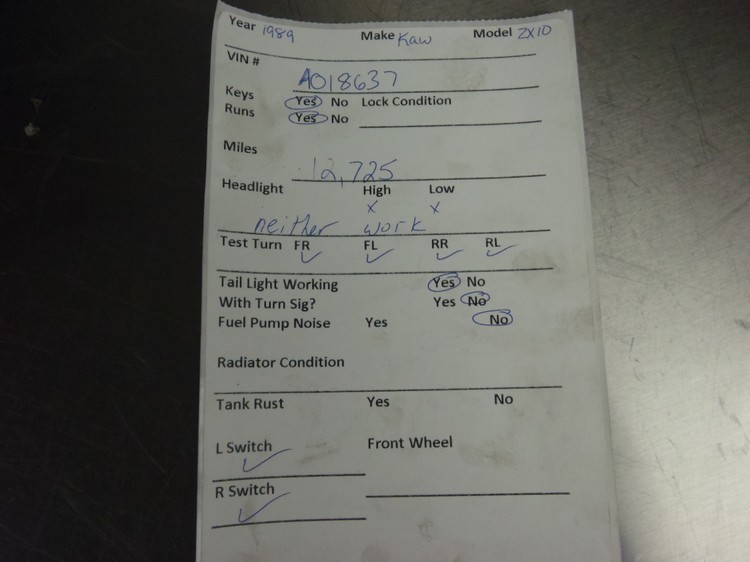 Year 1989 Make Kaw Model ZX10
VIN # A018637
Keys Yes No Lock Condition
Runs Yes No
Miles 12,725
Headlight High Low
x x
neither work
Test Turn FR FL RR RL
✓ ✓ ✓ ✓
Tail Light Working Yes No
With Turn Sig? Yes No
Fuel Pump Noise Yes No
Radiator Condition
Tank Rust Yes No
L Switch Front Wheel
✓
R Switch
✓